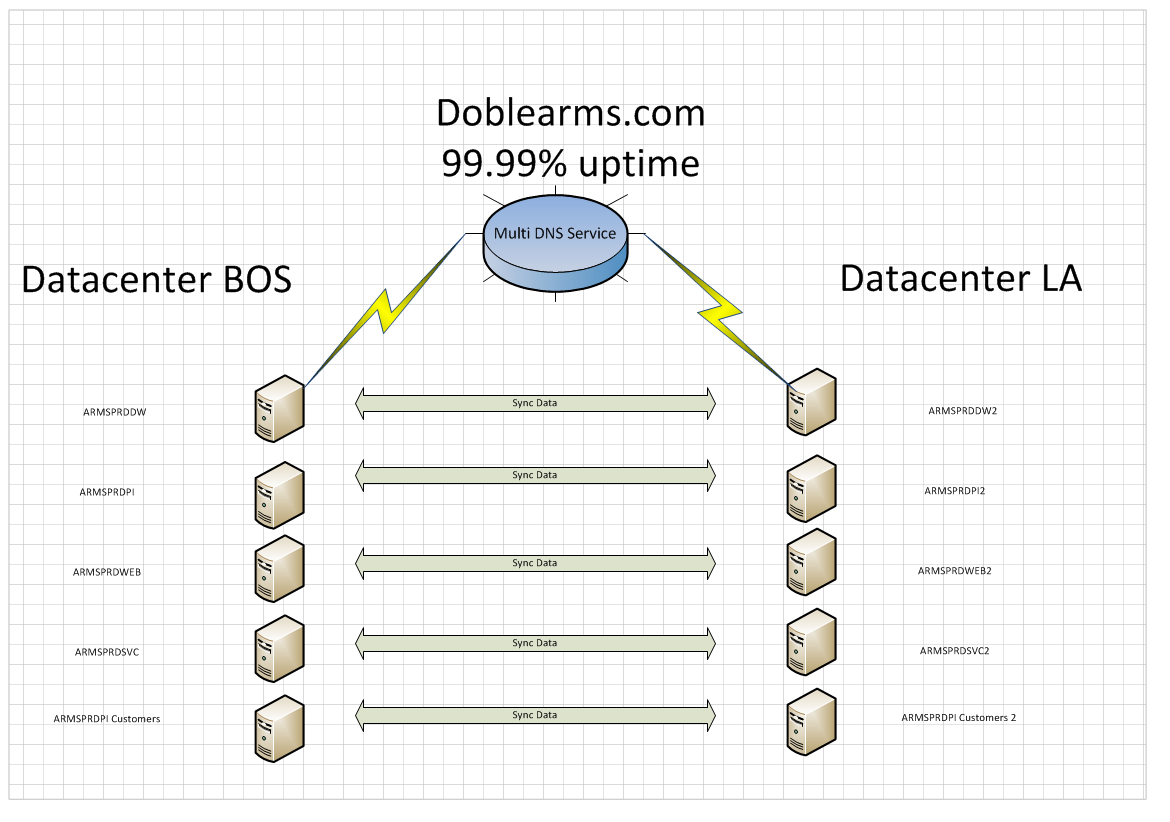 Doblearms.com
99.99% uptime
Multi DNS Service
Datacenter BOS
Datacenter LA
ARMSPRDDW
Sync Data
ARMSPRDDW2
ARMSPRDPI
Sync Data
ARMSPRDPI2
ARMSPRDWEB
Sync Data
ARMSPRDWEB2
ARMSPRDSVC
Sync Data
ARMSPRDSVC2
ARMSPRDPI Customers
Sync Data
ARMSPRDPI Customers 2